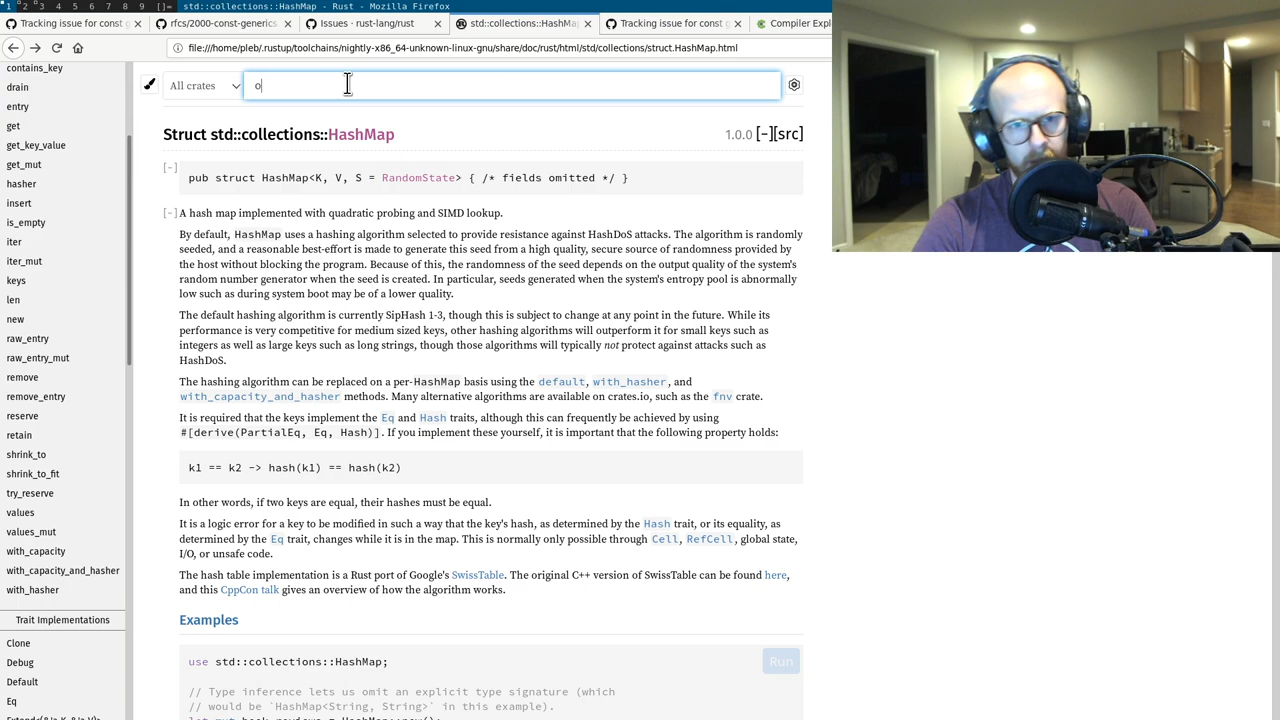 1 2 3 4 5 6 7 8 9 []= std::collections::HashMap - Rust - Mozilla Firefox
Tracking issue for const g × rfcs/2000-const-generics × Issues · rust-lang/rust × std::collections::HashMap × Tracking issue for const g × Compiler Expl
file:///home/pleb/.rustup/toolchains/nightly-x86_64-unknown-linux-gnu/share/doc/rust/html/std/collections/struct.HashMap.html
contains_key
drain
entry
get
get_key_value
get_mut
hasher
insert
is_empty
iter
iter_mut
keys
len
new
raw_entry
raw_entry_mut
remove
remove_entry
reserve
retain
shrink_to
shrink_to_fit
try_reserve
values
values_mut
with_capacity
with_capacity_and_hasher
with_hasher
Trait Implementations
Clone
Debug
Default
Eq
Extend<(&'a K, &'a V)>
All crates o
Struct std::collections::HashMap 1.0.0 [-][src]
[-] pub struct HashMap<K, V, S = RandomState> { /* fields omitted */ }
[-] A hash map implemented with quadratic probing and SIMD lookup.
By default, HashMap uses a hashing algorithm selected to provide resistance against HashDoS attacks. The algorithm is randomly
seeded, and a reasonable best-effort is made to generate this seed from a high quality, secure source of randomness provided by
the host without blocking the program. Because of this, the randomness of the seed depends on the output quality of the system's
random number generator when the seed is created. In particular, seeds generated when the system's entropy pool is abnormally
low such as during system boot may be of a lower quality.
The default hashing algorithm is currently SipHash 1-3, though this is subject to change at any point in the future. While its
performance is very competitive for medium sized keys, other hashing algorithms will outperform it for small keys such as
integers as well as large keys such as long strings, though those algorithms will typically not protect against attacks such as
HashDoS.
The hashing algorithm can be replaced on a per-HashMap basis using the default, with_hasher, and
with_capacity_and_hasher methods. Many alternative algorithms are available on crates.io, such as the fnv crate.
It is required that the keys implement the Eq and Hash traits, although this can frequently be achieved by using
#[derive(PartialEq, Eq, Hash)]. If you implement these yourself, it is important that the following property holds:
k1 == k2 -> hash(k1) == hash(k2)
In other words, if two keys are equal, their hashes must be equal.
It is a logic error for a key to be modified in such a way that the key's hash, as determined by the Hash trait, or its equality, as
determined by the Eq trait, changes while it is in the map. This is normally only possible through Cell, RefCell, global state,
I/O, or unsafe code.
The hash table implementation is a Rust port of Google's SwissTable. The original C++ version of SwissTable can be found here,
and this CppCon talk gives an overview of how the algorithm works.
Examples
use std::collections::HashMap; Run
// Type inference lets us omit an explicit type signature (which
// would be `HashMap<String, String>` in this example).
let mut book_reviews = HashMap::new();